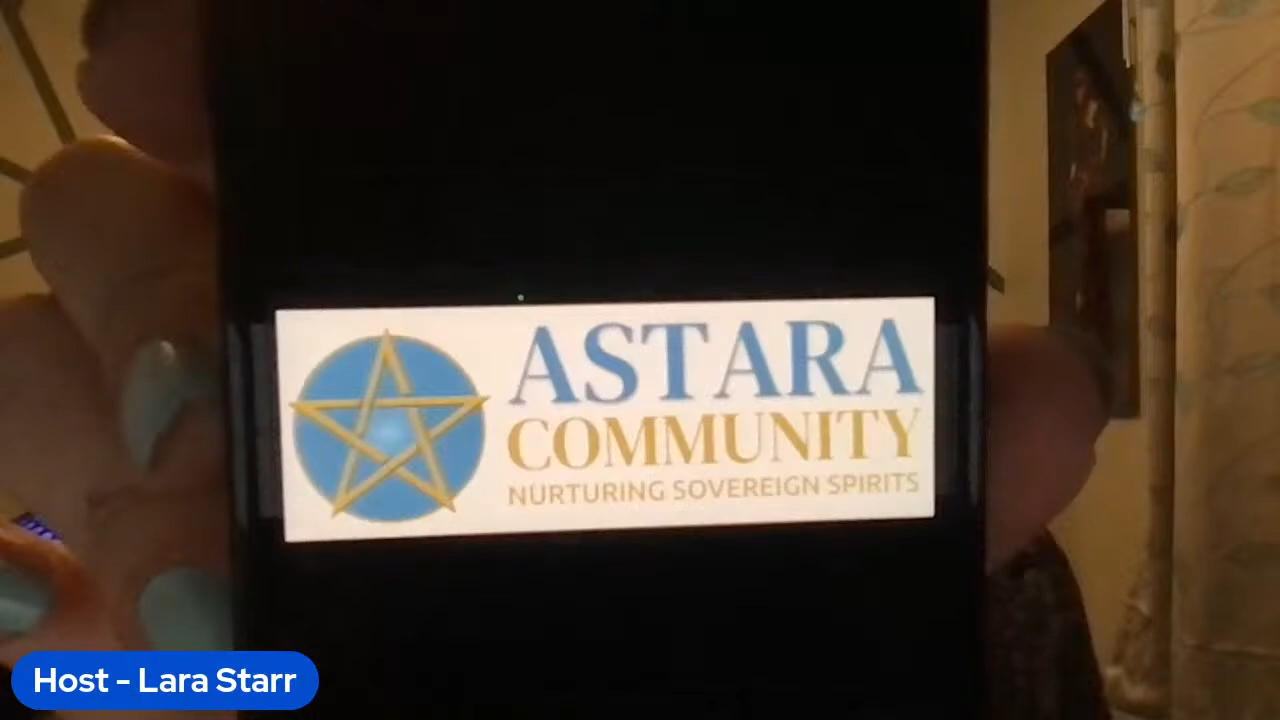 ASTARA
COMMUNITY
NURTURING SOVEREIGN SPIRITS
Host - Lara Starr